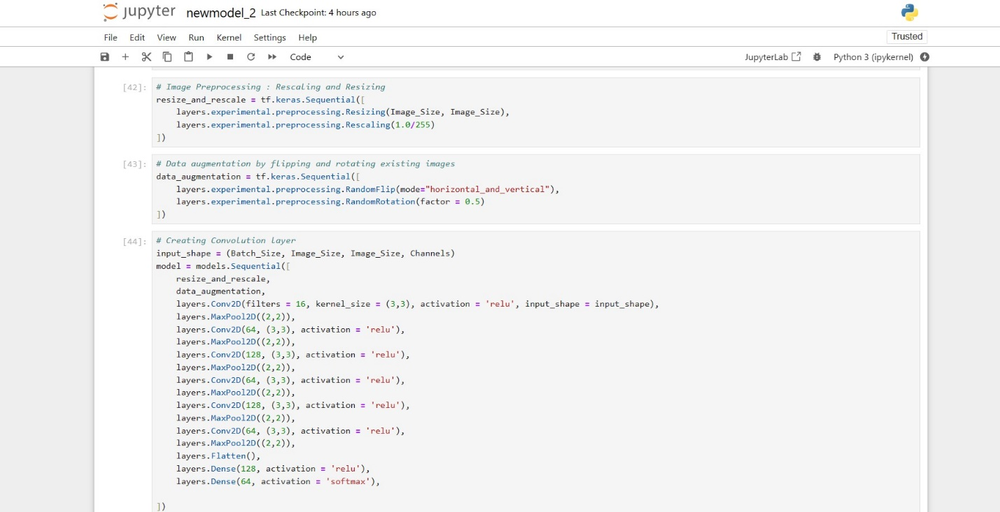 jupyter newmodel_2 Last Checkpoint: 4 hours ago
File Edit View Run Kernel Settings Help Trusted
Code JupyterLab Python 3 (ipykernel)
[42]: # Image Preprocessing : Rescaling and Resizing
resize_and_rescale = tf.keras.Sequential([
    layers.experimental.preprocessing.Resizing(Image_Size, Image_Size),
    layers.experimental.preprocessing.Rescaling(1.0/255)
])
[43]: # Data augmentation by flipping and rotating existing images
data_augmentation = tf.keras.Sequential([
    layers.experimental.preprocessing.RandomFlip(mode="horizontal_and_vertical"),
    layers.experimental.preprocessing.RandomRotation(factor = 0.5)
])
[44]: # Creating Convolution layer
input_shape = (Batch_Size, Image_Size, Image_Size, Channels)
model = models.Sequential([
    resize_and_rescale,
    data_augmentation,
    layers.Conv2D(filters = 16, kernel_size = (3,3), activation = 'relu', input_shape = input_shape),
    layers.MaxPool2D((2,2)),
    layers.Conv2D(64, (3,3), activation = 'relu'),
    layers.MaxPool2D((2,2)),
    layers.Conv2D(128, (3,3), activation = 'relu'),
    layers.MaxPool2D((2,2)),
    layers.Conv2D(64, (3,3), activation = 'relu'),
    layers.MaxPool2D((2,2)),
    layers.Conv2D(128, (3,3), activation = 'relu'),
    layers.MaxPool2D((2,2)),
    layers.Conv2D(64, (3,3), activation = 'relu'),
    layers.MaxPool2D((2,2)),
    layers.Flatten(),
    layers.Dense(128, activation = 'relu'),
    layers.Dense(64, activation = 'softmax'),
])